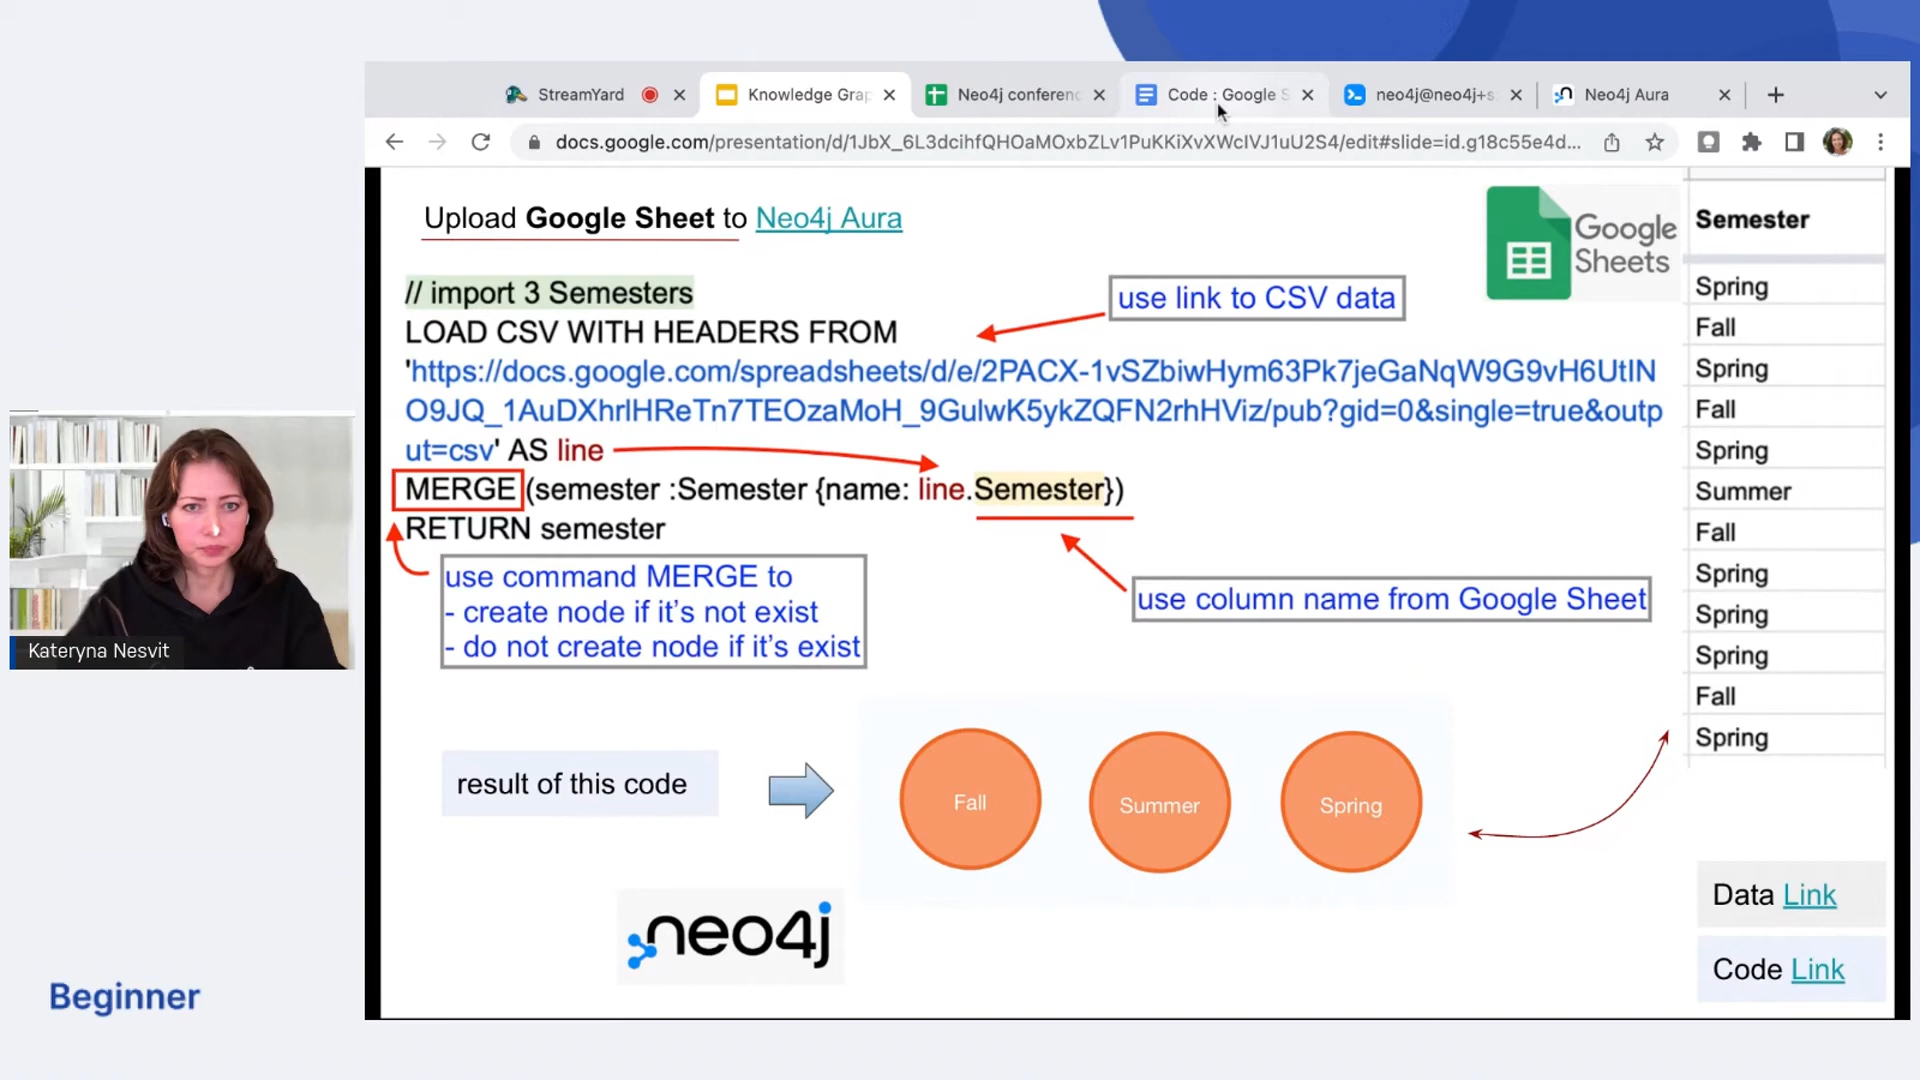 StreamYard
Knowledge Grap
Neo4j conferenc
Code : Google S
neo4j@neo4j+s
Neo4j Aura
docs.google.com/presentation/d/1JbX_6L3dcihfQHOaMOxbZLv1PuKKiXvXWcIVJ1uU2S4/edit#slide=id.g18c55e4d...
Upload Google Sheet to Neo4j Aura
Google Sheets
// import 3 Semesters
use link to CSV data
LOAD CSV WITH HEADERS FROM
'https://docs.google.com/spreadsheets/d/e/2PACX-1vSZbiwHym63Pk7jeGaNqW9G9vH6UtIN
O9JQ_1AuDXhrlHReTn7TEOzaMoH_9GulwK5ykZQFN2rhHViz/pub?gid=0&single=true&outp
ut=csv' AS line
MERGE (semester :Semester {name: line.Semester})
RETURN semester
use command MERGE to
- create node if it's not exist
- do not create node if it's exist
use column name from Google Sheet
result of this code
Fall
Summer
Spring
neo4j
Semester
Spring
Fall
Spring
Fall
Spring
Summer
Fall
Spring
Spring
Spring
Fall
Spring
Data Link
Code Link
Kateryna Nesvit
Beginner